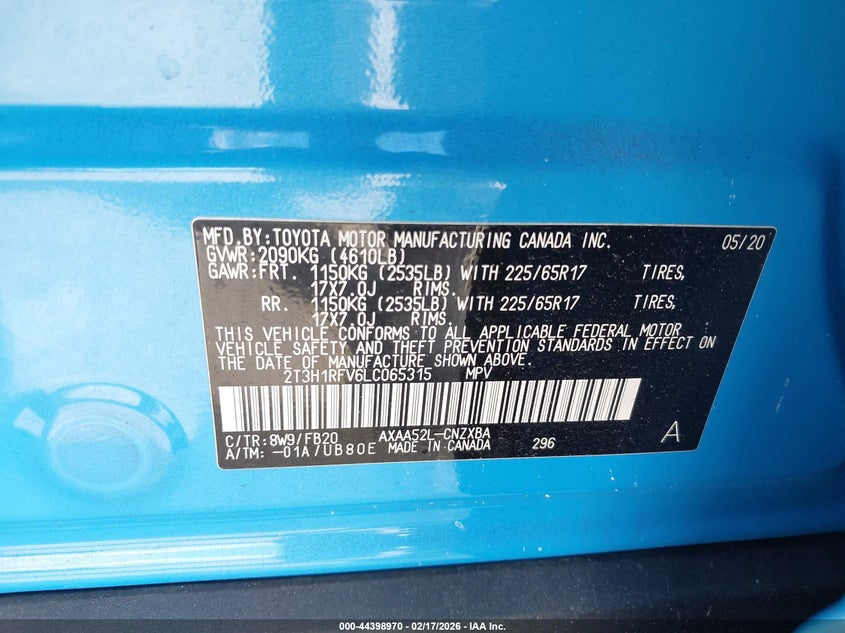 MFD.BY:TOYOTA MOTOR MANUFACTURING CANADA INC. 05/20
GVWR:2090KG (4610LB)
GAWR:FRT. 1150KG (2535LB) WITH 225/65R17 TIRES,
17X7.0J RIMS.
RR. 1150KG (2535LB) WITH 225/65R17 TIRES,
17X7.0J RIMS.
THIS VEHICLE CONFORMS TO ALL APPLICABLE FEDERAL MOTOR
VEHICLE SAFETY AND THEFT PREVENTION STANDARDS IN EFFECT ON
THE DATE OF MANUFACTURE SHOWN ABOVE.
2T3H1RFV6LC065315 MPV
C/TR:8W9/FB20 AXAA52L-CNZXBA A
A/TM: -01A/UB80E MADE IN CANADA 296
000-44398970 - 02/17/2026 - IAA Inc.